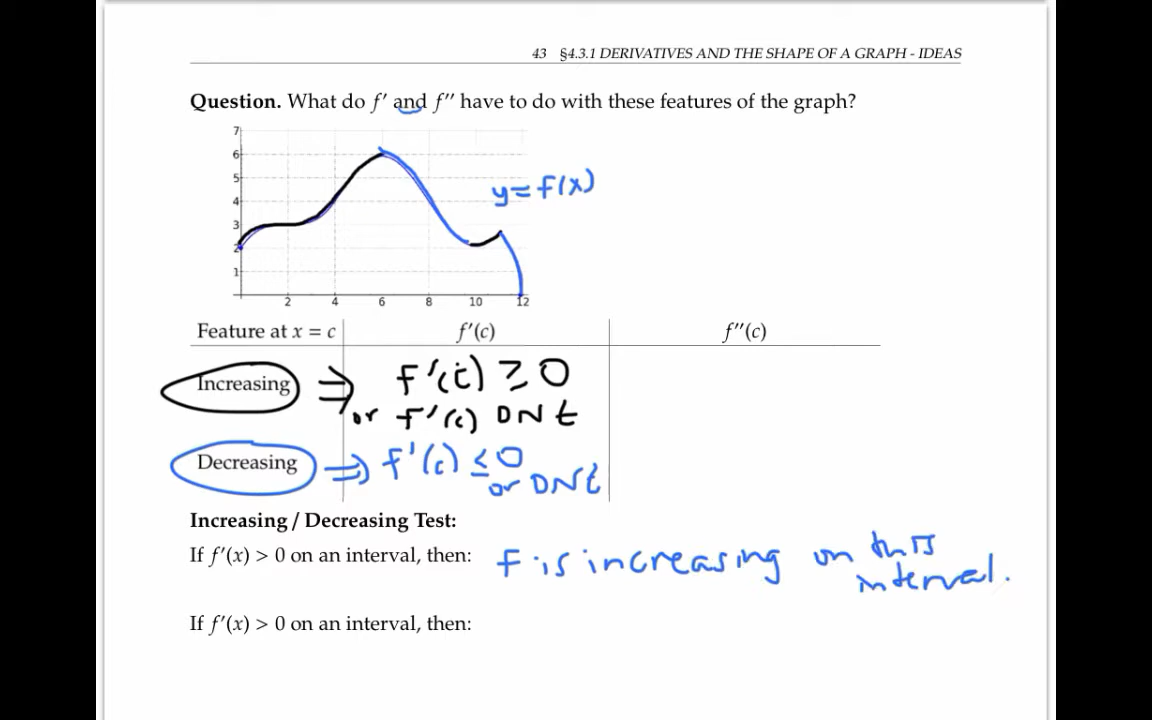 43 §4.3.1 DERIVATIVES AND THE SHAPE OF A GRAPH - IDEAS
Question. What do f′ and f″ have to do with these features of the graph?
7
6
5
4
3
2
1
2 4 6 8 10 12
y = f(x)
Feature at x = c f′(c) f″(c)
Increasing ⇒ f'(c) ≥ 0
or f'(c) DNE
Decreasing ⇒ f'(c) ≤ 0
or DNE
Increasing / Decreasing Test:
If f′(x) > 0 on an interval, then: f is increasing on this
interval.
If f′(x) > 0 on an interval, then: